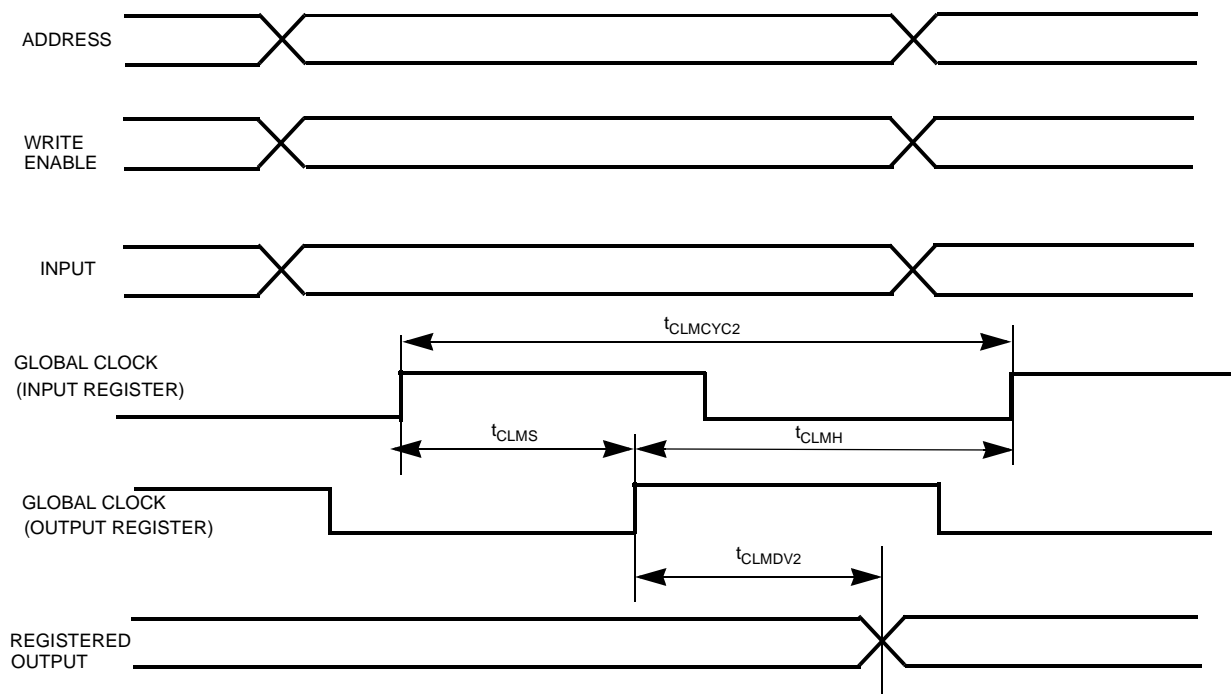 ADDRESS
WRITE
ENABLE
INPUT
tCLMCYC2
GLOBAL CLOCK
(INPUT REGISTER)
tCLMS
tCLMH
GLOBAL CLOCK
(OUTPUT REGISTER)
tCLMDV2
REGISTERED
OUTPUT